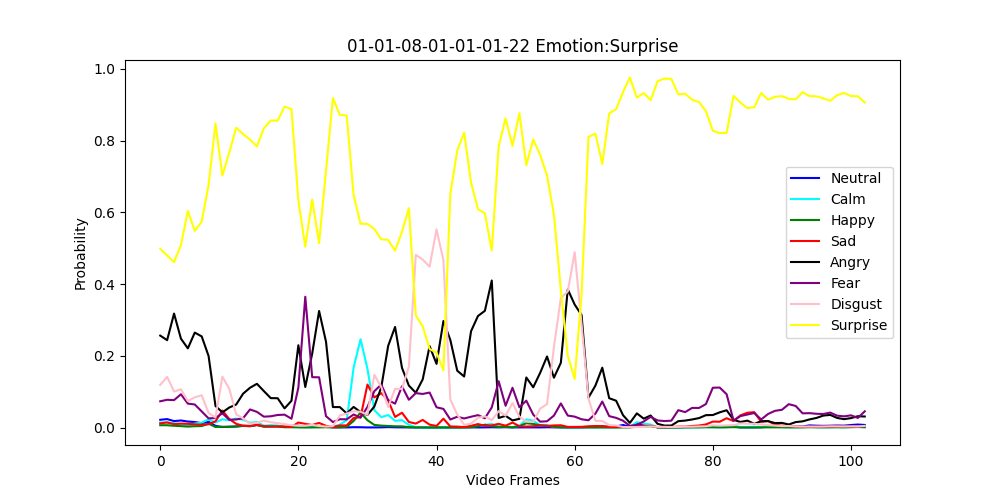 01-01-08-01-01-01-22 Emotion:Surprise
1.0
0.8
0.6
0.4
0.2
0.0
Probability
0
20
40
60
80
100
Video Frames
Neutral
Calm
Happy
Sad
Angry
Fear
Disgust
Surprise